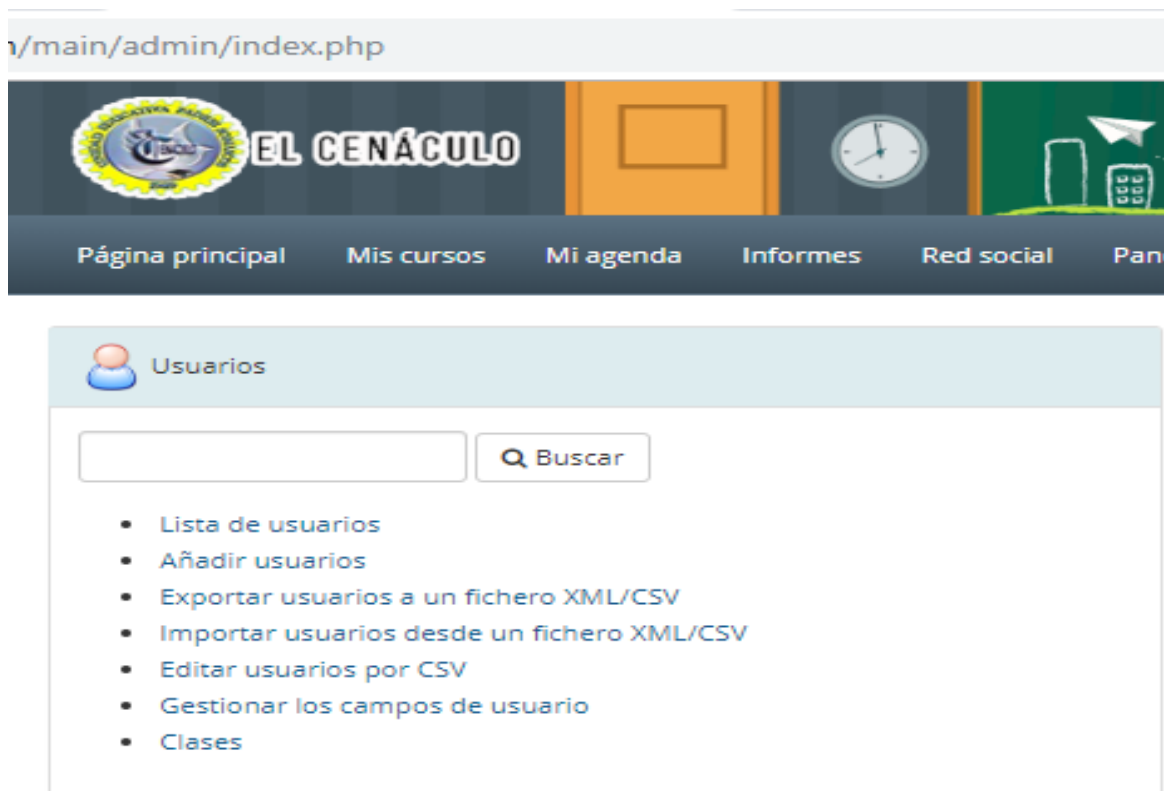 /main/admin/index.php
EL CENÁCULO
Página principal Mis cursos Mi agenda Informes Red social Pan
Usuarios
Buscar
Lista de usuarios
Añadir usuarios
Exportar usuarios a un fichero XML/CSV
Importar usuarios desde un fichero XML/CSV
Editar usuarios por CSV
Gestionar los campos de usuario
Clases